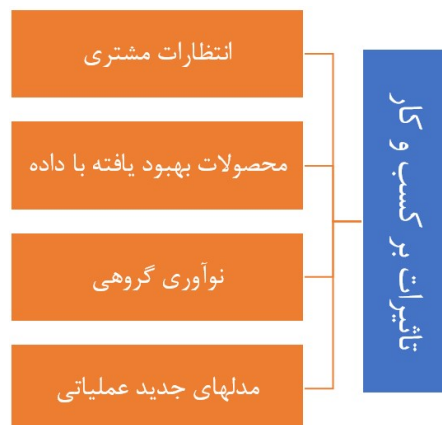 تاثیرات بر کسب و کار
انتظارات مشتری
محصولات بهبود یافته با داده
نوآوری گروهی
مدلهای جدید عملیاتی